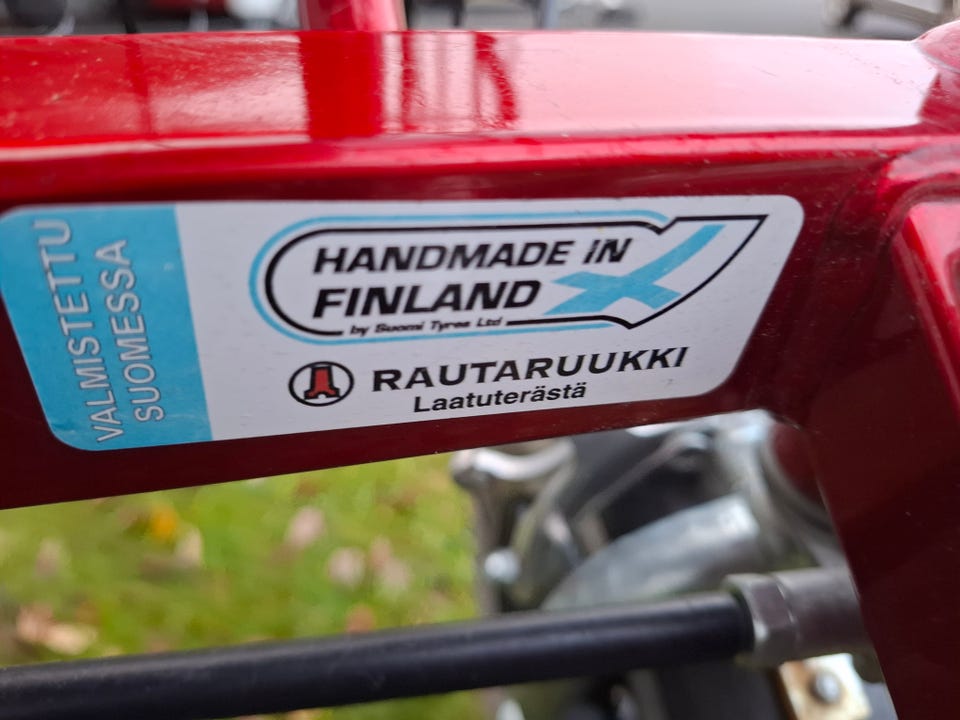 VALMISTETTU
SUOMESSA
HANDMADE IN
FINLAND
by Suomi Tyres Ltd
RAUTARUUKKI
Laatuterästä